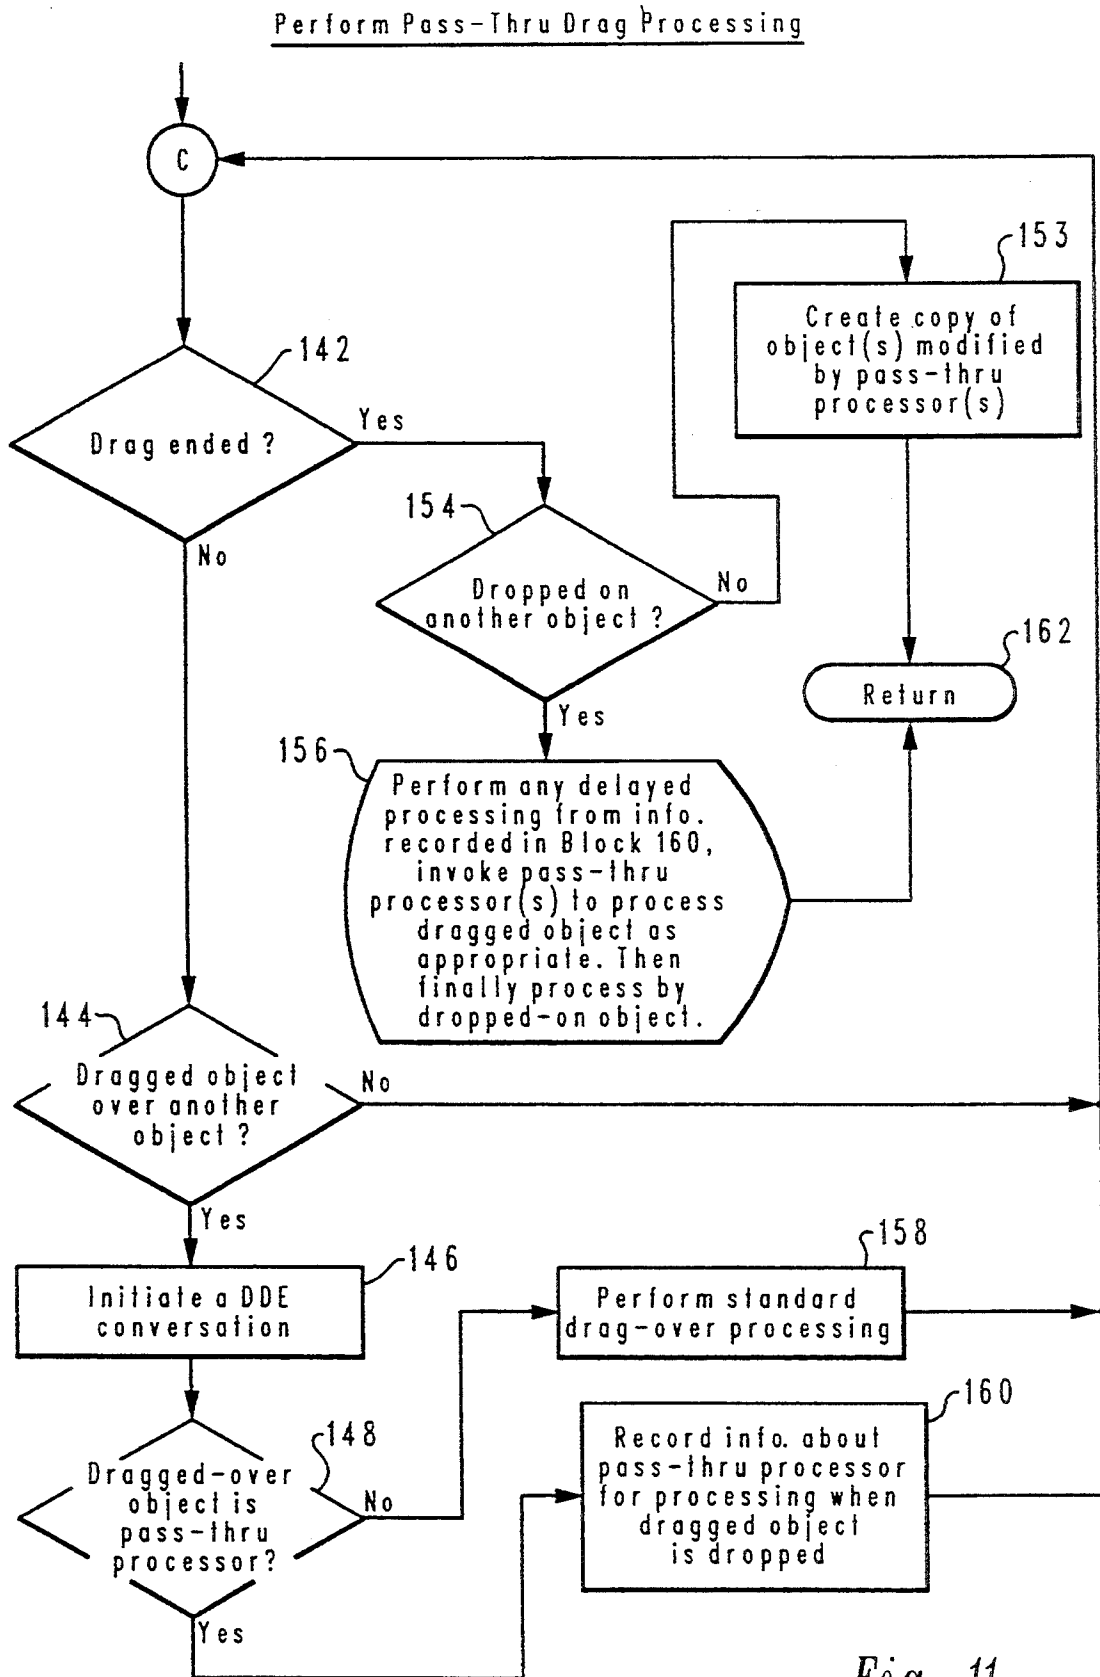 Perform Pass-Thru Drag Processing
C
153
Create copy of
object(s) modified
by pass-thru
processor(s)
142
Drag ended ?
Yes
No
154
Dropped on
another object ?
No
Yes
162
Return
156
Perform any delayed
processing from info.
recorded in Block 160,
invoke pass-thru
processor(s) to process
dragged object as
appropriate. Then
finally process by
dropped-on object.
144
Dragged object
over another
object ?
No
Yes
146
Initiate a DDE
conversation
158
Perform standard
drag-over processing
148
Dragged-over
object is
pass-thru
processor?
No
Yes
160
Record info. about
pass-thru processor
for processing when
dragged object
is dropped
Fig. 11